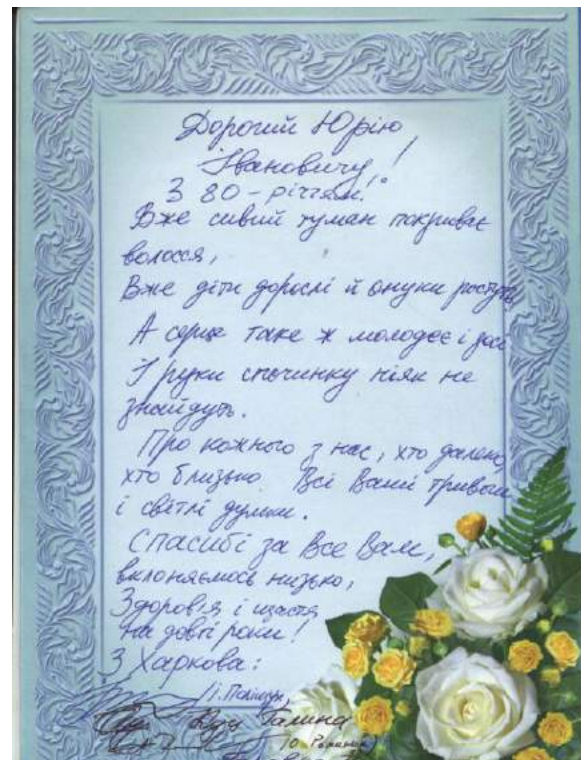 Дорогий Юрію
Івановичу!
З 80-річчям!
Вже сивий туман покриває
волосся,
Вже діти дорослі й онуки ростуть
А серце таке ж молодеє і досі
І руки спочинку ніяк не
знайдуть.
Про кожного з нас, хто далеко,
хто близько Всі Ваші тривоги
і світлі думки.
Спасибі за Все Вам,
вклоняємось низько,
Здоров'я і щастя
на довгі роки!
З Харкова:
Галина